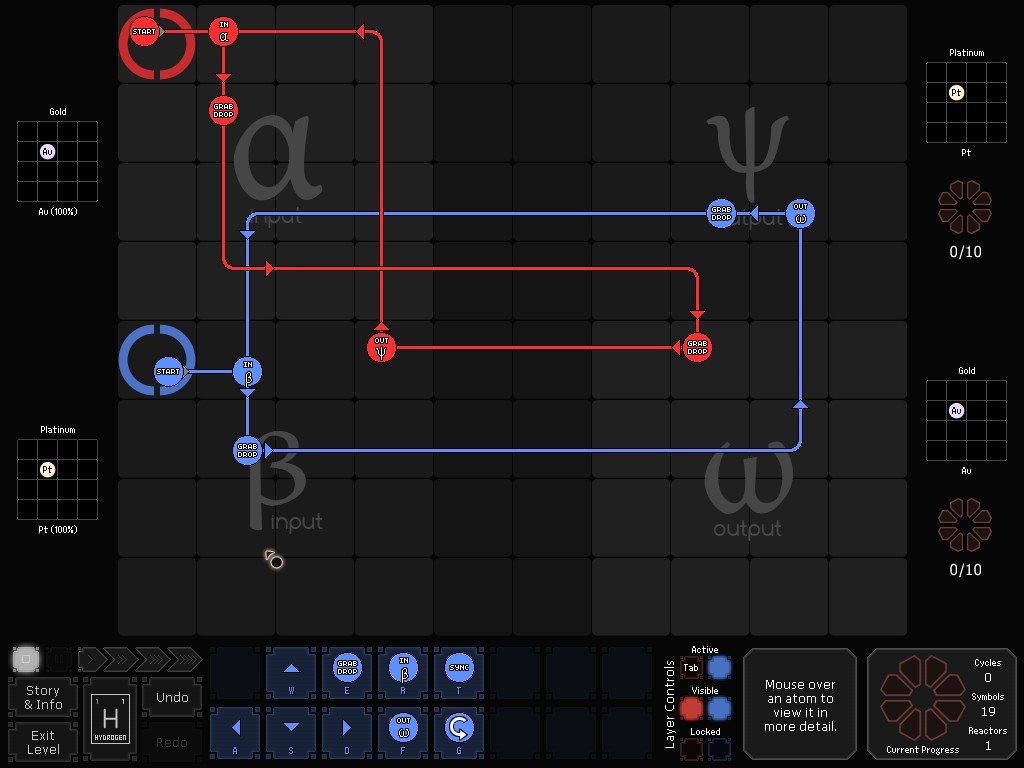 START
IN
α
GRAB
DROP
Gold
Au
Au (100%)
α
input
ψ
output
GRAB
DROP
OUT
ω
Platinum
Pt
Pt
0/10
START
IN
β
OUT
ψ
GRAB
DROP
GRAB
DROP
Platinum
Pt
Pt (100%)
β
input
ω
output
Gold
Au
Au
0/10
Story
& Info
Exit
Level
1 1
H
HYDROGEN
Undo
Redo
W
GRAB
DROP
E
IN
β
R
SYNC
T
A
S
D
OUT
ω
F
G
Layer Controls
Active
Tab
Visible
Locked
Mouse over
an atom to
view it in
more detail.
Cycles
0
Symbols
19
Reactors
1
Current Progress